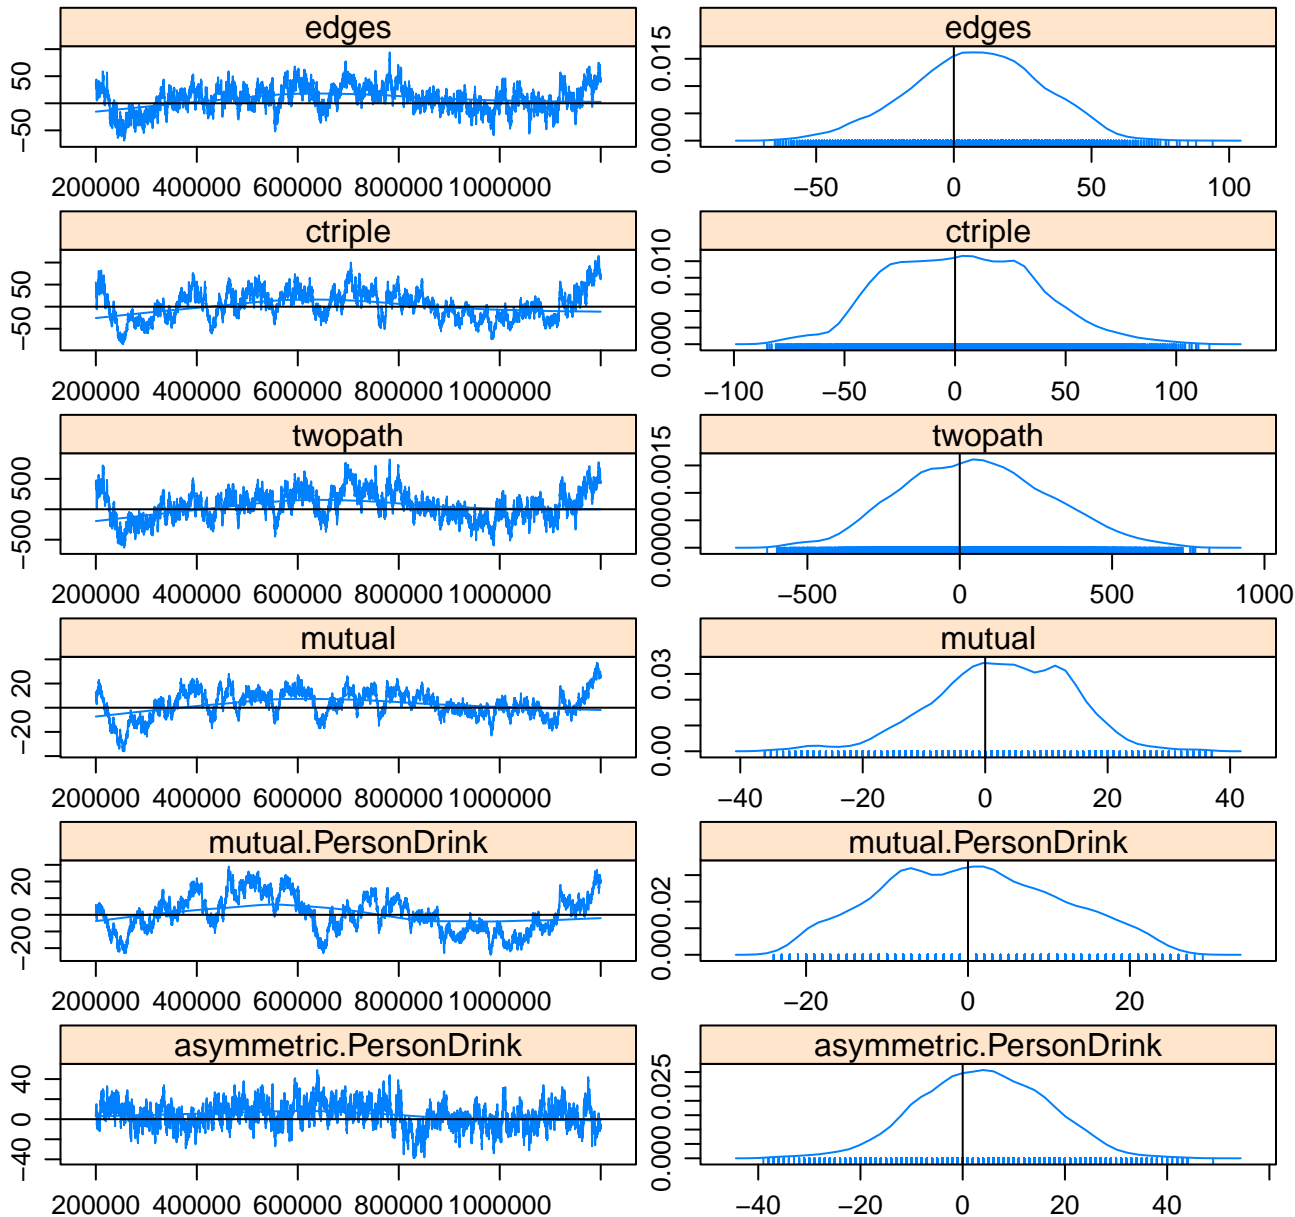 edges edges
50
−50
0.015
0.000
200000 400000 600000 800000 1000000 −50 0 50 100
ctriple ctriple
50
−50
0.010
0.000
200000 400000 600000 800000 1000000 −100 −50 0 50 100
twopath twopath
500
−500
0.0015
0.0000
200000 400000 600000 800000 1000000 −500 0 500 1000
mutual mutual
20
−20
0.03
0.00
200000 400000 600000 800000 1000000 −40 −20 0 20 40
mutual.PersonDrink mutual.PersonDrink
20
0
−20
0.02
0.00
200000 400000 600000 800000 1000000 −20 0 20
asymmetric.PersonDrink asymmetric.PersonDrink
40
0
−40
0.025
0.000
200000 400000 600000 800000 1000000 −40 −20 0 20 40